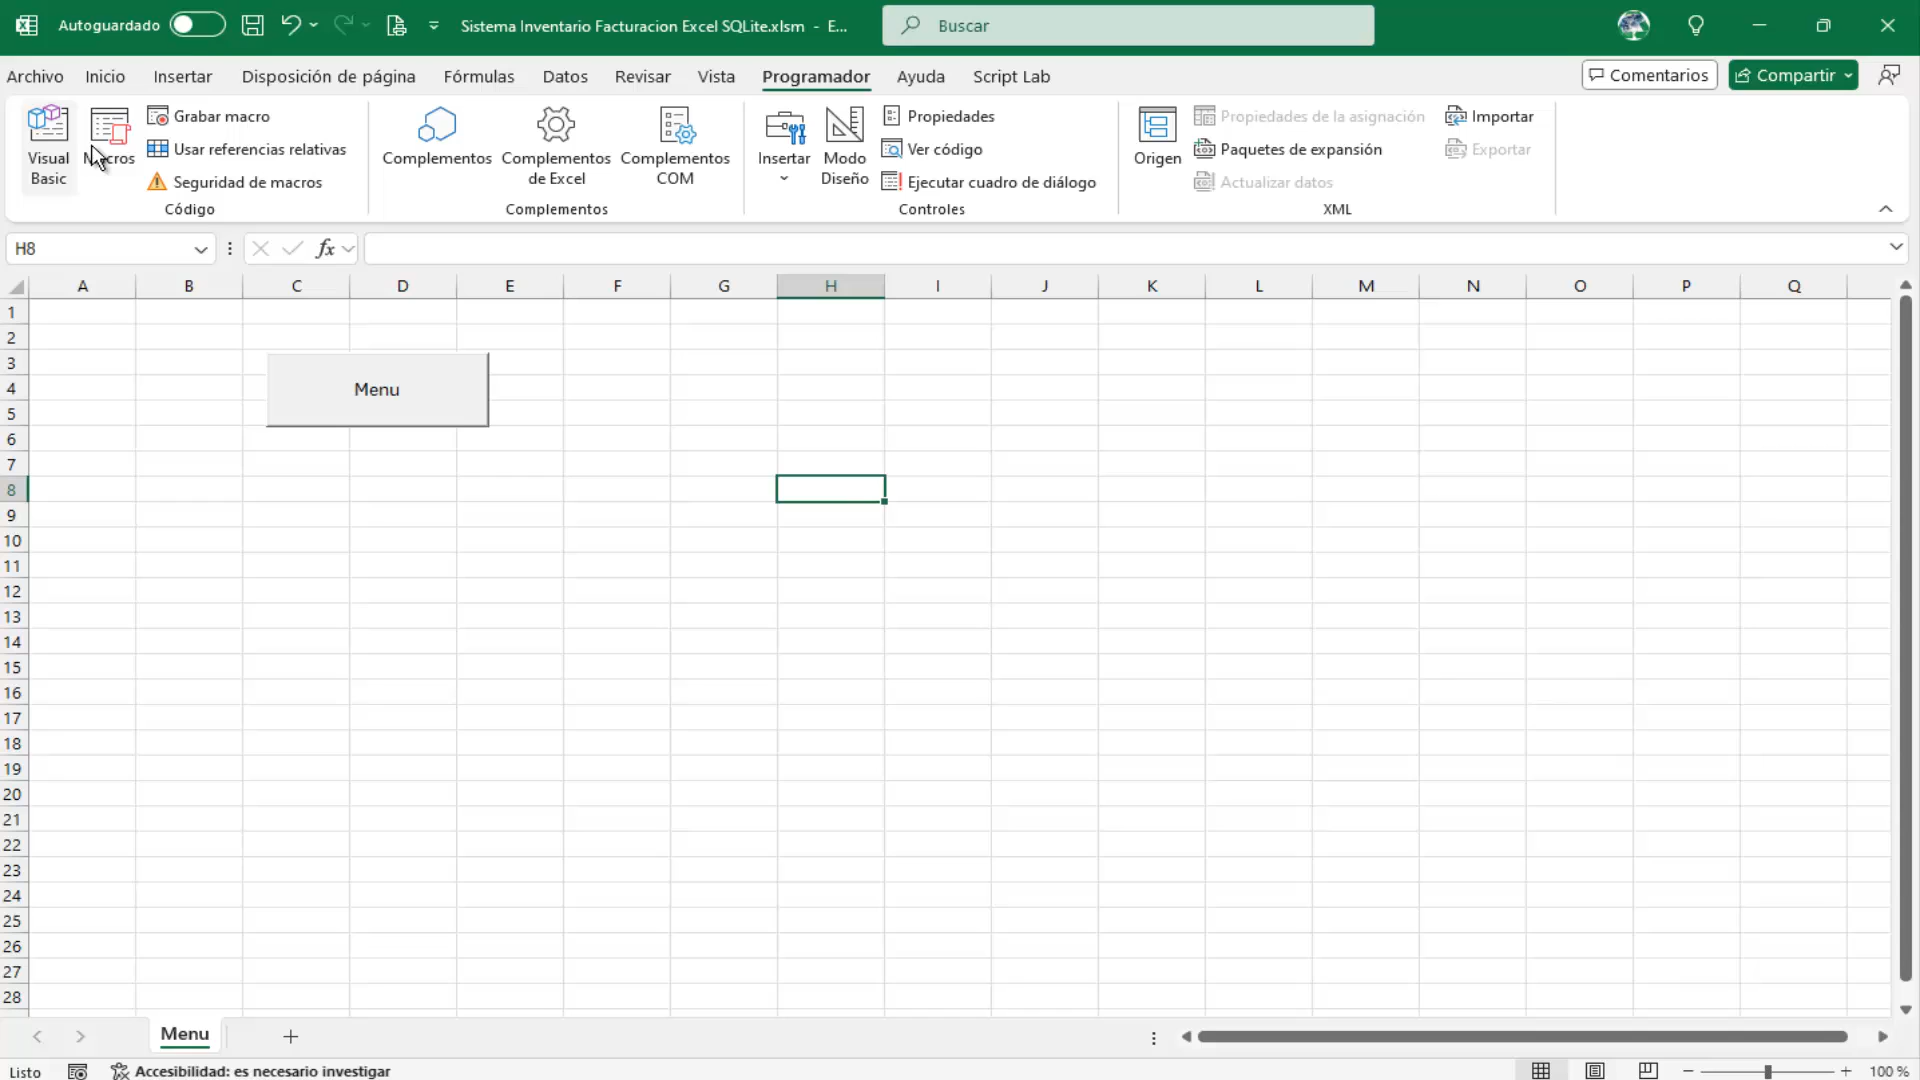 Autoguardado
Sistema Inventario Facturacion Excel SQLite.xlsm - E...
Buscar
Archivo Inicio Insertar Disposición de página Fórmulas Datos Revisar Vista Programador Ayuda Script Lab
Comentarios
Compartir
Visual Basic
Macros
Grabar macro
Usar referencias relativas
Seguridad de macros
Código
Complementos
Complementos de Excel
Complementos COM
Complementos
Insertar
Modo Diseño
Propiedades
Ver código
Ejecutar cuadro de diálogo
Controles
Origen
Propiedades de la asignación
Paquetes de expansión
Actualizar datos
Importar
Exportar
XML
H8
fx
A B C D E F G H I J K L M N O P Q
1
2
3
4
5
6
7
8
9
10
11
12
13
14
15
16
17
18
19
20
21
22
23
24
25
26
27
28
Menu
Menu
Listo
Accesibilidad: es necesario investigar
100 %